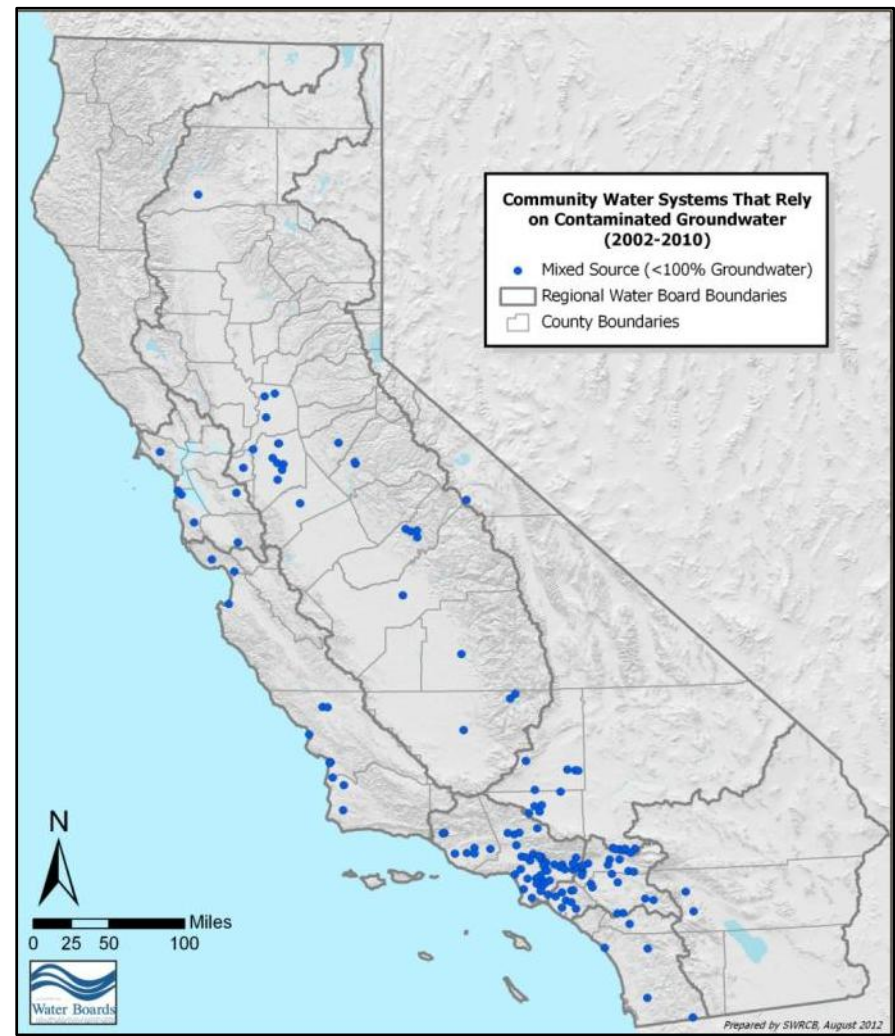 Community Water Systems That Rely
on Contaminated Groundwater
(2002-2010)
Mixed Source (<100% Groundwater)
Regional Water Board Boundaries
County Boundaries
N
Miles
0 25 50 100
Water Boards
Prepared by SWRCB, August 2012